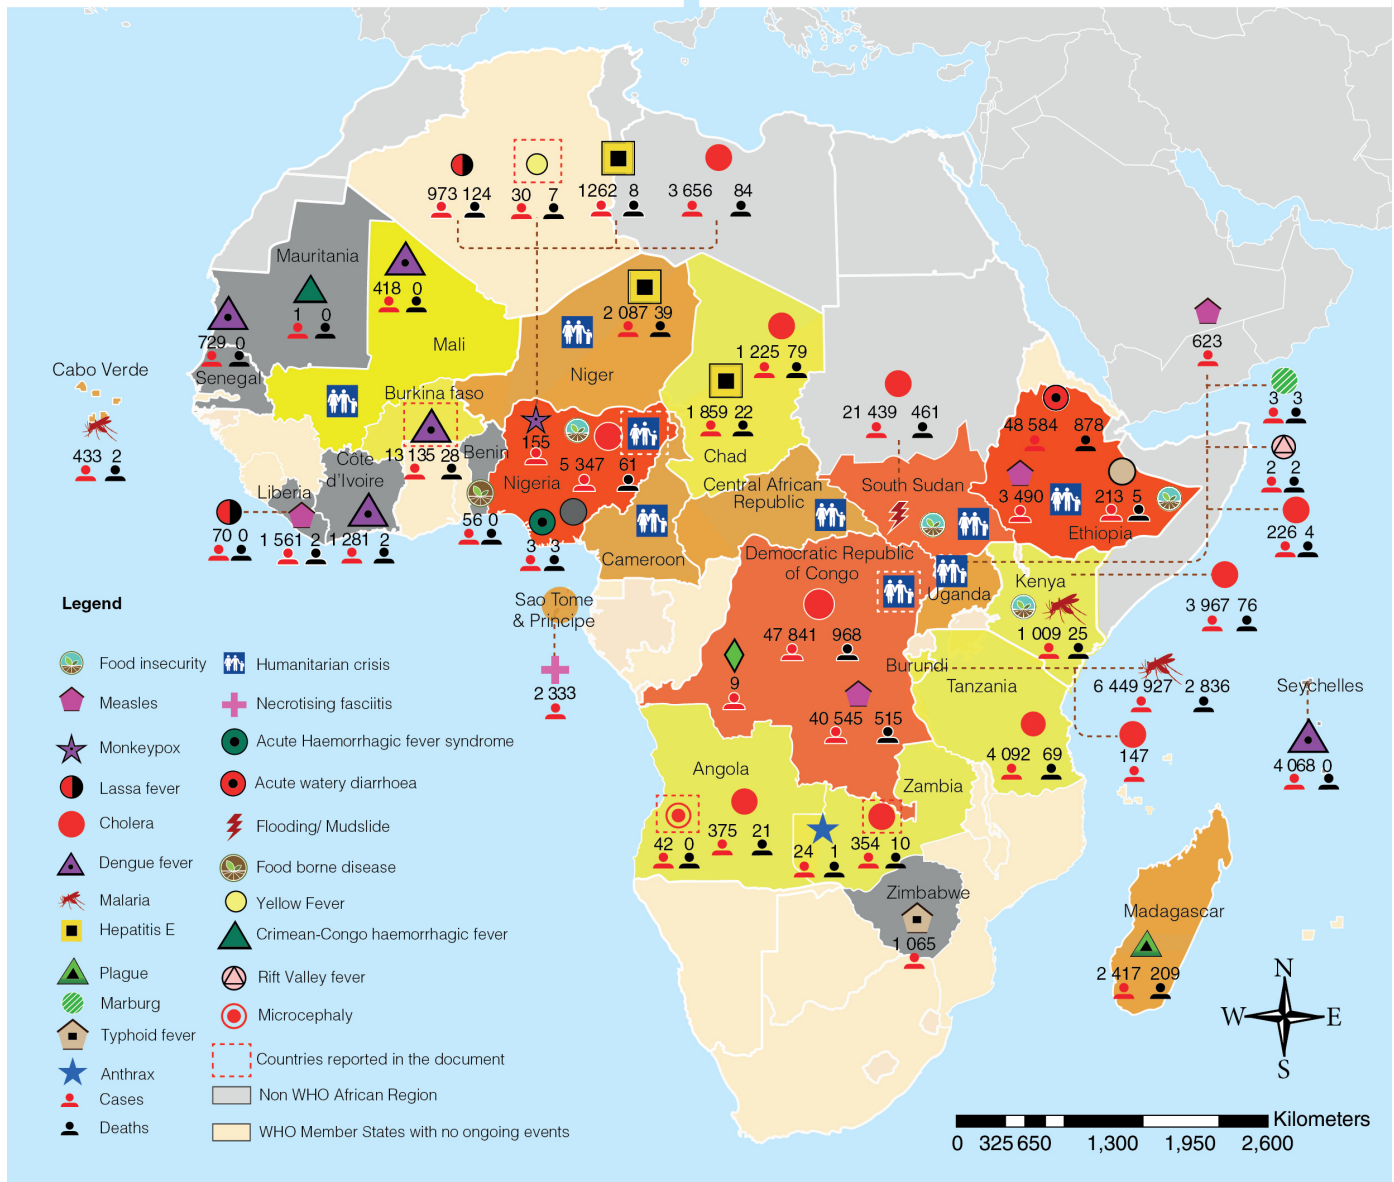 973 124
30 7
1262 8
3 656 84
Mauritania
1 0
418 0
2 087 39
1 225 79
623
729 0
Senegal
Mali
Niger
Cabo Verde
433 2
Burkina faso
13 135 28
Benin
1 859 22
Chad
21 439 461
48 584 878
3 3
155
5 347 61
Nigeria
Central African
Republic
South Sudan
3 490
213 5
Ethiopia
2 2
Côte
d'Ivoire
Liberia
70 0
1 561 2
1 281 2
56 0
3 3
Cameroon
Democratic Republic
of Congo
Uganda
Kenya
226 4
3 967 76
Sao Tome
& Principe
2 333
47 841 968
1 009 25
9
Burundi
Tanzania
6 449 927 2 836
Seychelles
40 545 515
4 092 69
147
4 068 0
Angola
Zambia
42 0
375 21
24 1
354 10
Zimbabwe
1 065
Madagascar
2 417 209
Legend
Food insecurity
Humanitarian crisis
Measles
Necrotising fasciitis
Monkeypox
Acute Haemorrhagic fever syndrome
Lassa fever
Acute watery diarrhoea
Cholera
Flooding/ Mudslide
Dengue fever
Food borne disease
Malaria
Yellow Fever
Hepatitis E
Crimean-Congo haemorrhagic fever
Plague
Rift Valley fever
Marburg
Microcephaly
Typhoid fever
Countries reported in the document
Anthrax
Cases
Non WHO African Region
Deaths
WHO Member States with no ongoing events
N
W E
S
Kilometers
0 325 650 1,300 1,950 2,600